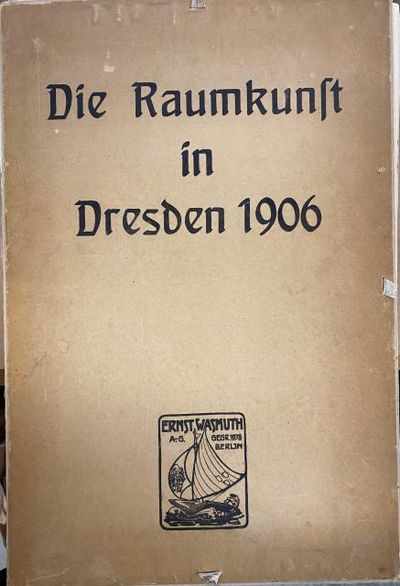 Die Raumkunſt
in
Dresden 1906
ERNST WASMUTH
A.-G. GEGR. 1872
BERLIN